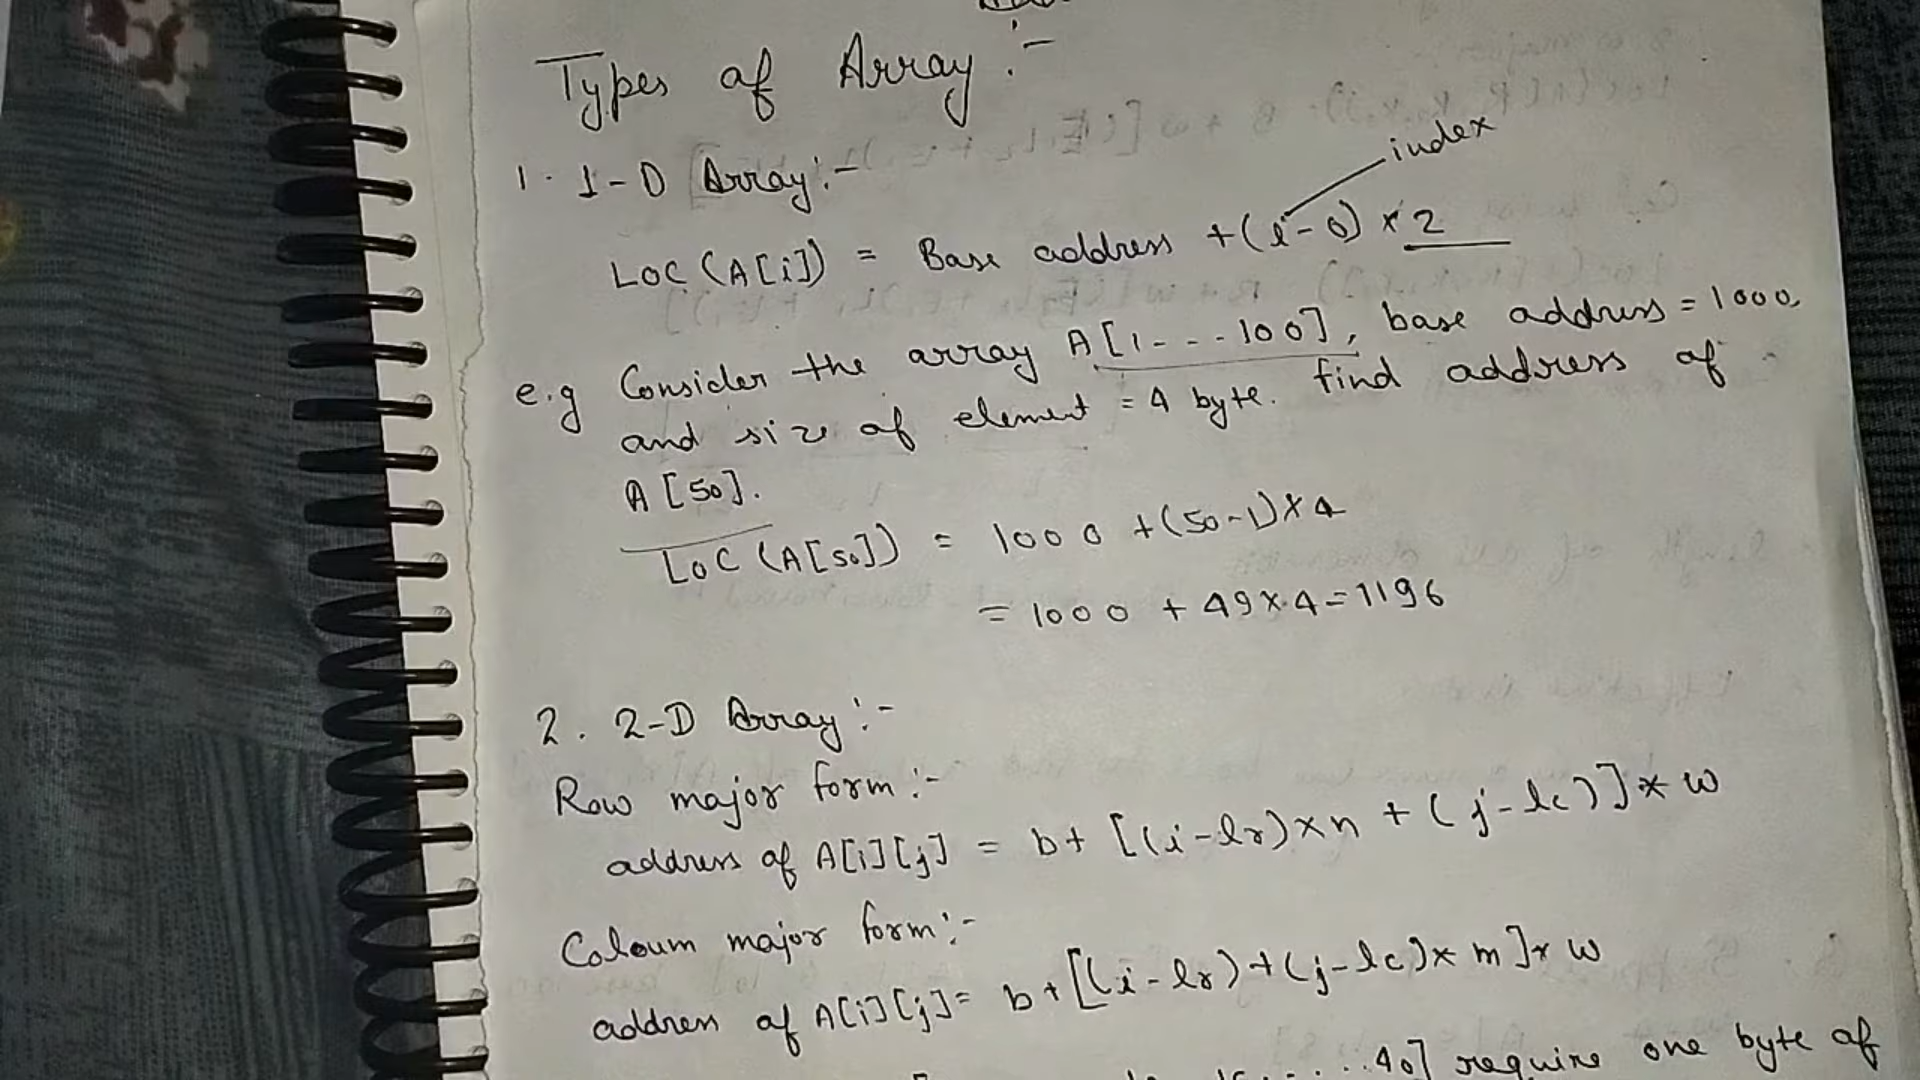 Types of Array :-
1. 1-D Array :-
index
LOC (A[i]) = Base address + (i-0) × 2
e.g Consider the array A[1---100], base address = 1000,
and size of element = 4 byte. find address of
A[50].
LOC (A[50]) = 1000 + (50-1) × 4
= 1000 + 49 × 4 = 1196
2. 2-D Array :-
Row major form :-
address of A[i][j] = b + [(i-lr) × n + (j-lc)] * w
Coloum major form :-
address of A[i][j] = b + [(i-lr) + (j-lc) × m] * w
40] require one byte of